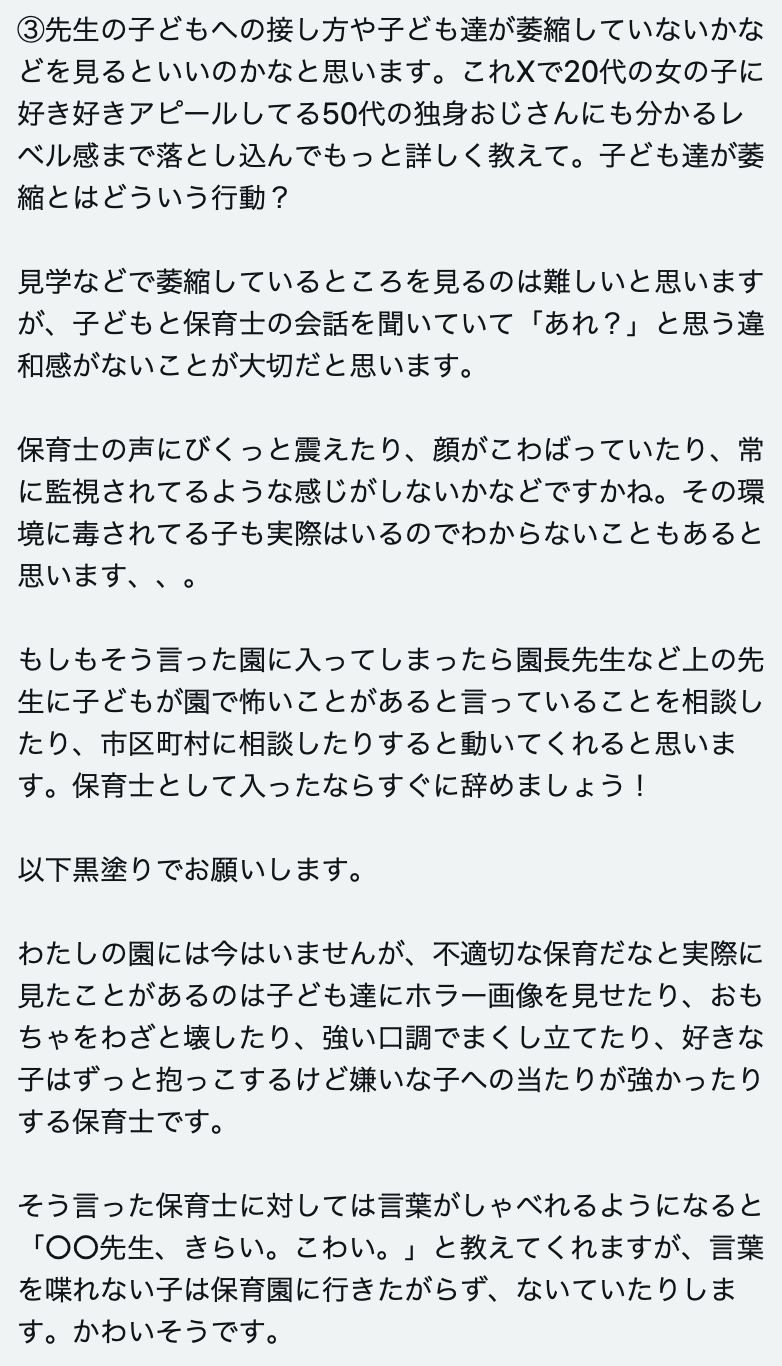 ③先生の子どもへの接し方や子ども達が萎縮していないかな
どを見るといいのかなと思います。これXで20代の女の子に
好き好きアピールしてる50代の独身おじさんにも分かるレ
ベル感まで落とし込んでもっと詳しく教えて。子ども達が萎
縮とはどういう行動？
見学などで萎縮しているところを見るのは難しいと思います
が、子どもと保育士の会話を聞いていて「あれ？」と思う違
和感がないことが大切だと思います。
保育士の声にびくっと震えたり、顔がこわばっていたり、常
に監視されてるような感じがしないかなどですかね。その環
境に毒されてる子も実際はいるのでわからないこともあると
思います、、。
もしもそう言った園に入ってしまったら園長先生など上の先
生に子どもが園で怖いことがあると言っていることを相談し
たり、市区町村に相談したりすると動いてくれると思いま
す。保育士として入ったならすぐに辞めましょう！
以下黒塗りでお願いします。
わたしの園には今はいませんが、不適切な保育だなと実際に
見たことがあるのは子ども達にホラー画像を見せたり、おも
ちゃをわざと壊したり、強い口調でまくし立てたり、好きな
子はずっと抱っこするけど嫌いな子への当たりが強かったり
する保育士です。
そう言った保育士に対しては言葉がしゃべれるようになると
「〇〇先生、きらい。こわい。」と教えてくれますが、言葉
を喋れない子は保育園に行きたがらず、ないていたりしま
す。かわいそうです。